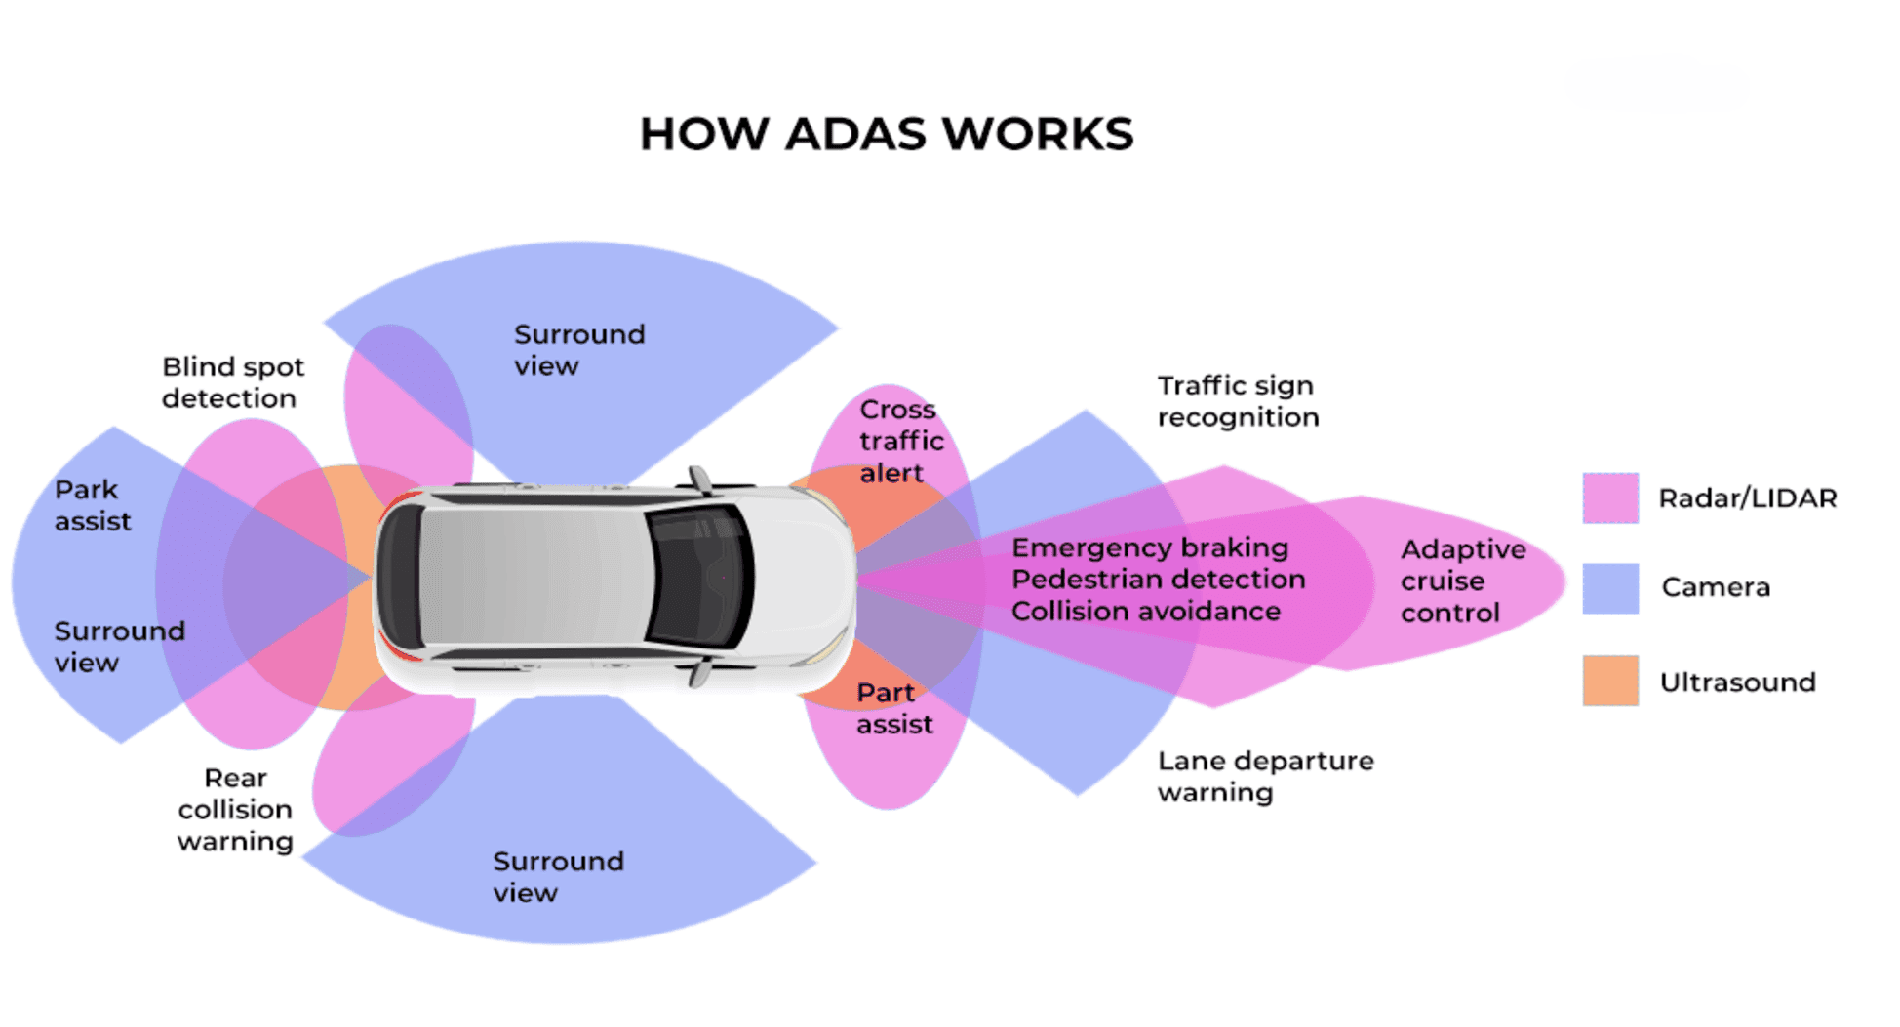 HOW ADAS WORKS
Surround
view
Blind spot
detection
Cross
traffic
alert
Traffic sign
recognition
Park
assist
Surround
view
Emergency braking
Pedestrian detection
Collision avoidance
Adaptive
cruise
control
Radar/LIDAR
Camera
Ultrasound
Part
assist
Rear
collision
warning
Lane departure
warning
Surround
view